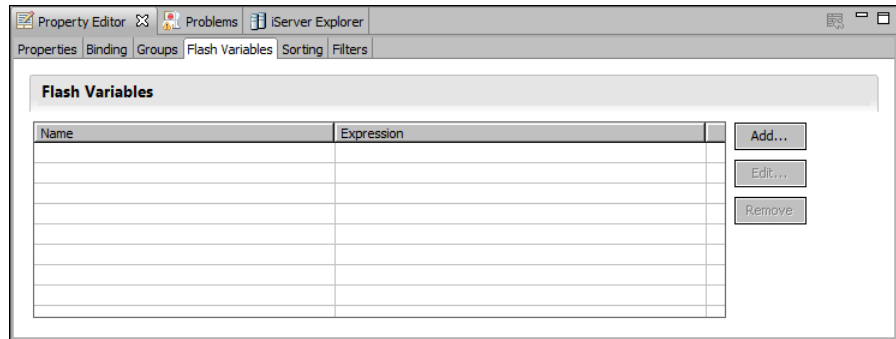 Property Editor Problems iServer Explorer
Properties Binding Groups Flash Variables Sorting Filters
Flash Variables
Name Expression
Add...
Edit...
Remove